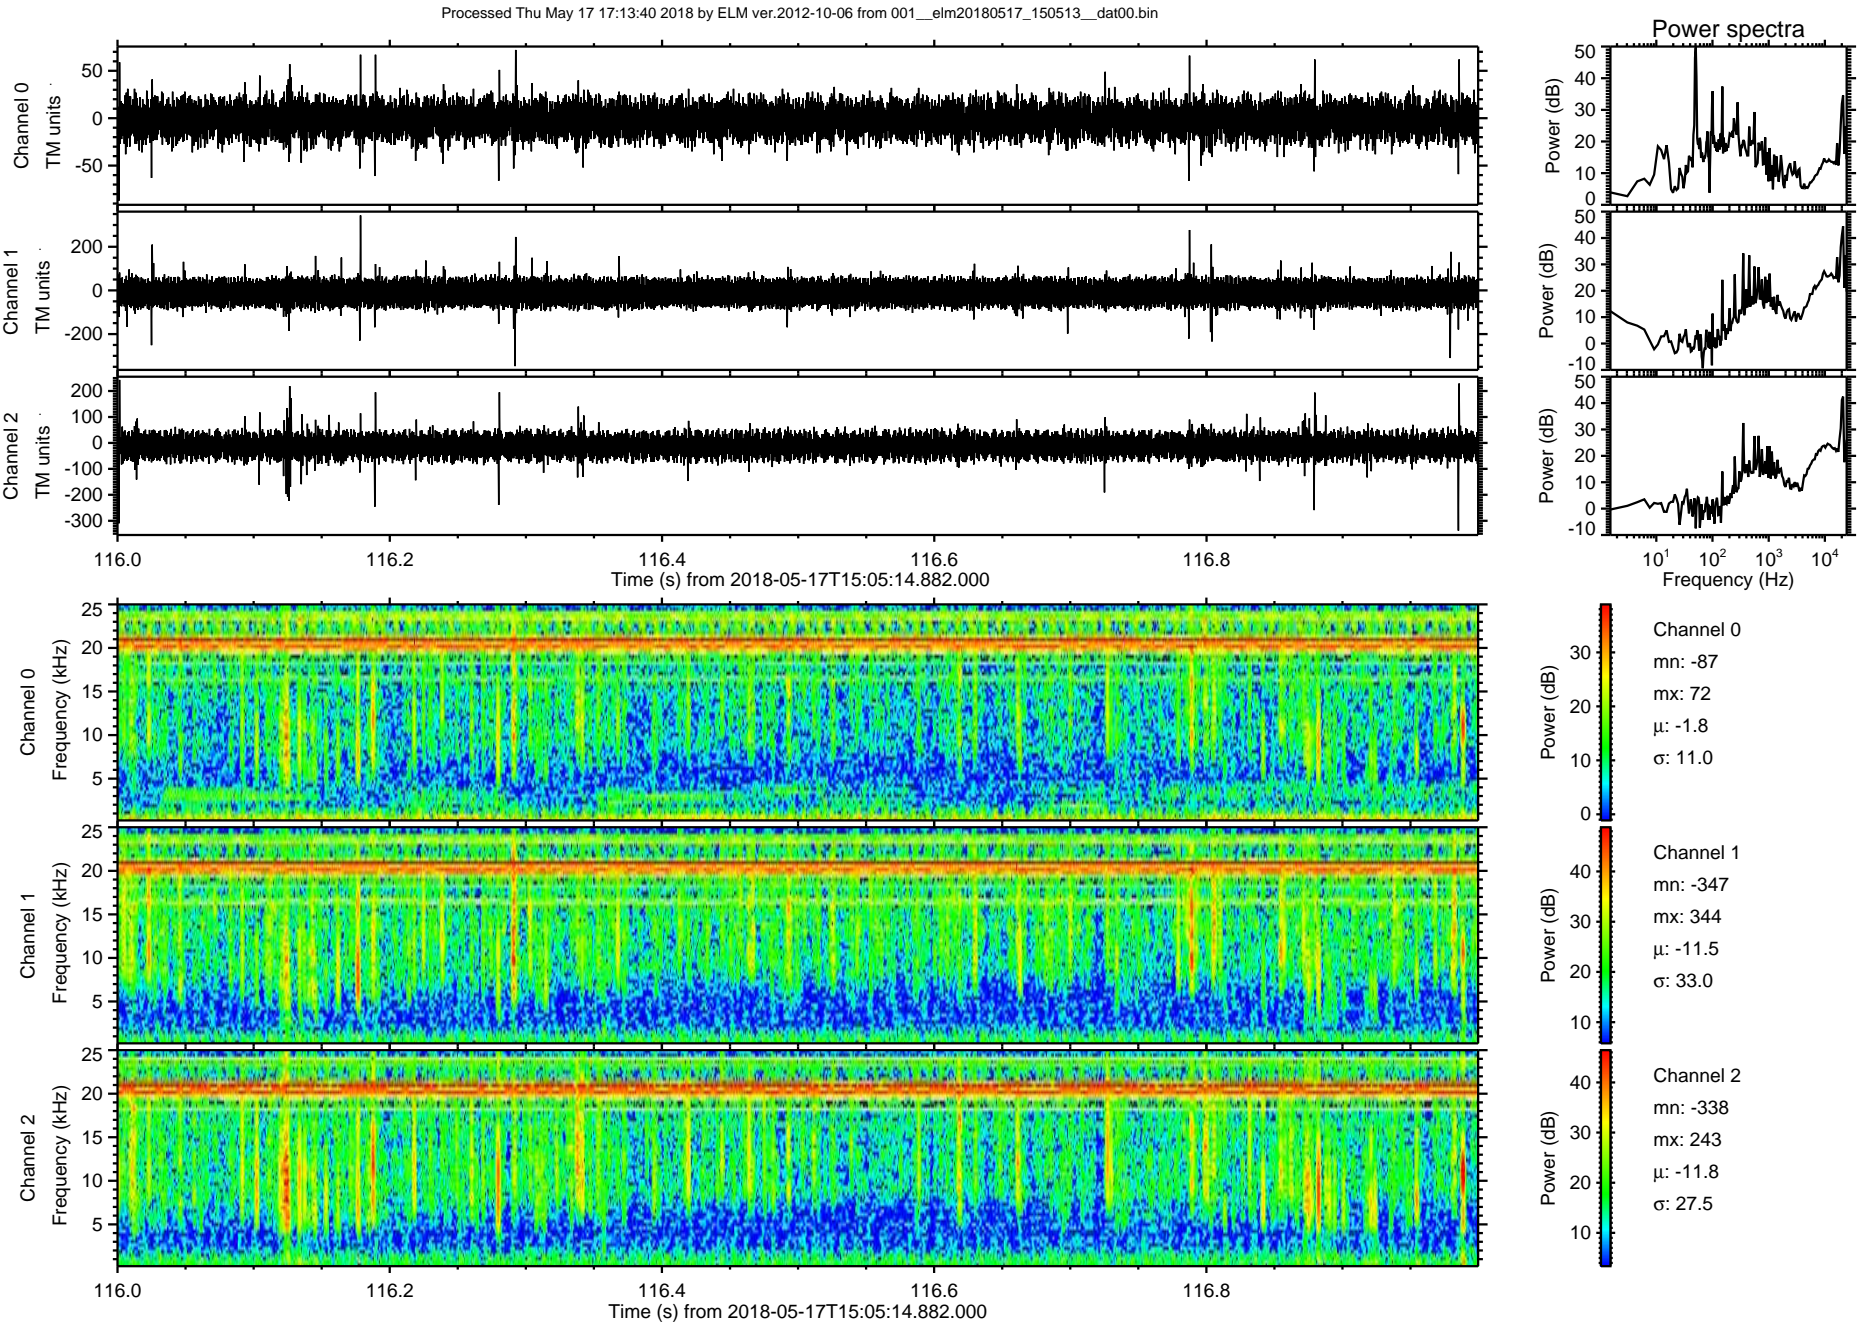 Processed Thu May 17 17:13:40 2018 by ELM ver.2012-10-06 from 001__elm20180517_150513__dat00.bin
Power spectra
Channel 0
TM units
50
0
-50
Power (dB)
50
40
30
20
10
0
Channel 1
TM units
200
0
-200
Power (dB)
50
40
30
20
10
0
-10
Channel 2
TM units
200
100
0
-100
-200
-300
Power (dB)
50
40
30
20
10
0
-10
116.0 116.2 116.4 116.6 116.8
Time (s) from 2018-05-17T15:05:14.882.000
10^1 10^2 10^3 10^4
Frequency (Hz)
Channel 0
Frequency (kHz)
25
20
15
10
5
Power (dB)
30
20
10
0
Channel 0
mn: -87
mx: 72
μ: -1.8
σ: 11.0
Channel 1
Frequency (kHz)
25
20
15
10
5
Power (dB)
40
30
20
10
Channel 1
mn: -347
mx: 344
μ: -11.5
σ: 33.0
Channel 2
Frequency (kHz)
25
20
15
10
5
Power (dB)
40
30
20
10
Channel 2
mn: -338
mx: 243
μ: -11.8
σ: 27.5
116.0 116.2 116.4 116.6 116.8
Time (s) from 2018-05-17T15:05:14.882.000